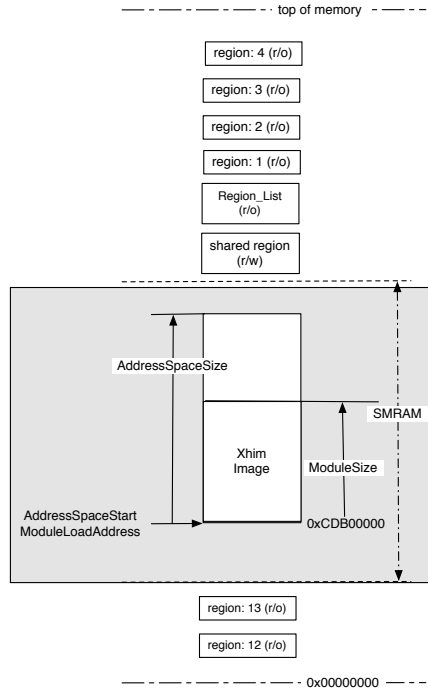 top of memory
region: 4 (r/o)
region: 3 (r/o)
region: 2 (r/o)
region: 1 (r/o)
Region_List
(r/o)
shared region
(r/w)
AddressSpaceSize
SMRAM
Xhim
Image
ModuleSize
AddressSpaceStart
ModuleLoadAddress
0xCDB00000
region: 13 (r/o)
region: 12 (r/o)
0x00000000